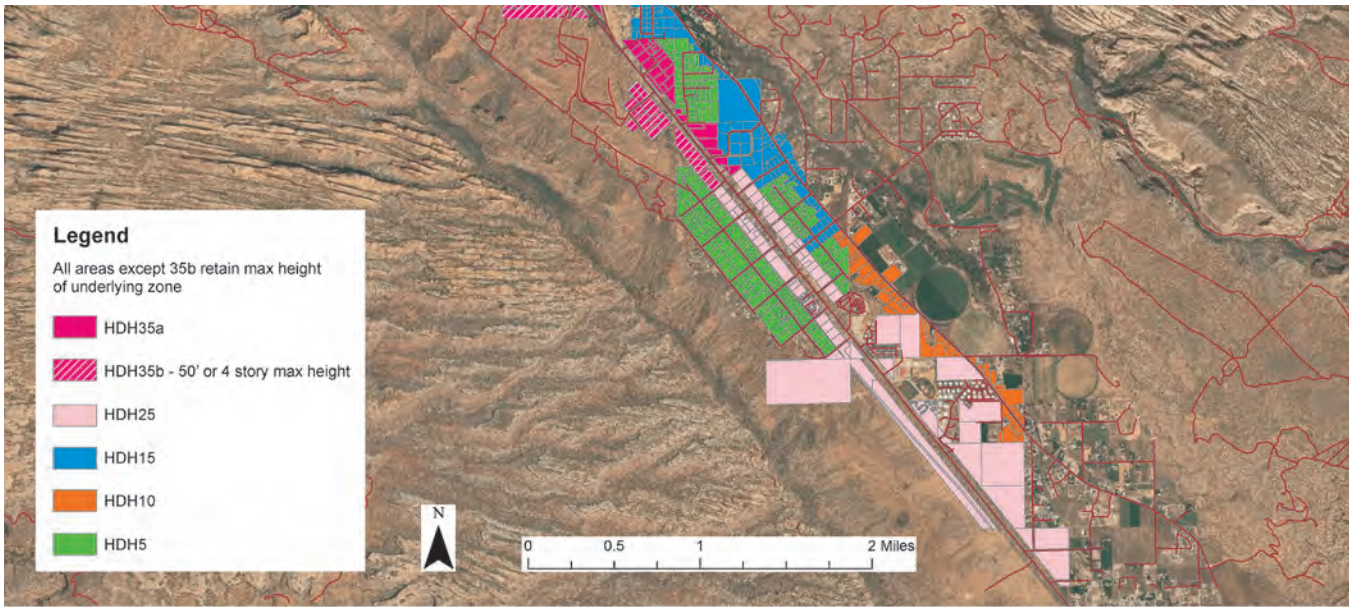 Legend
All areas except 35b retain max height
of underlying zone
HDH35a
HDH35b - 50' or 4 story max height
HDH25
HDH15
HDH10
HDH5
N
0 0.5 1 2 Miles